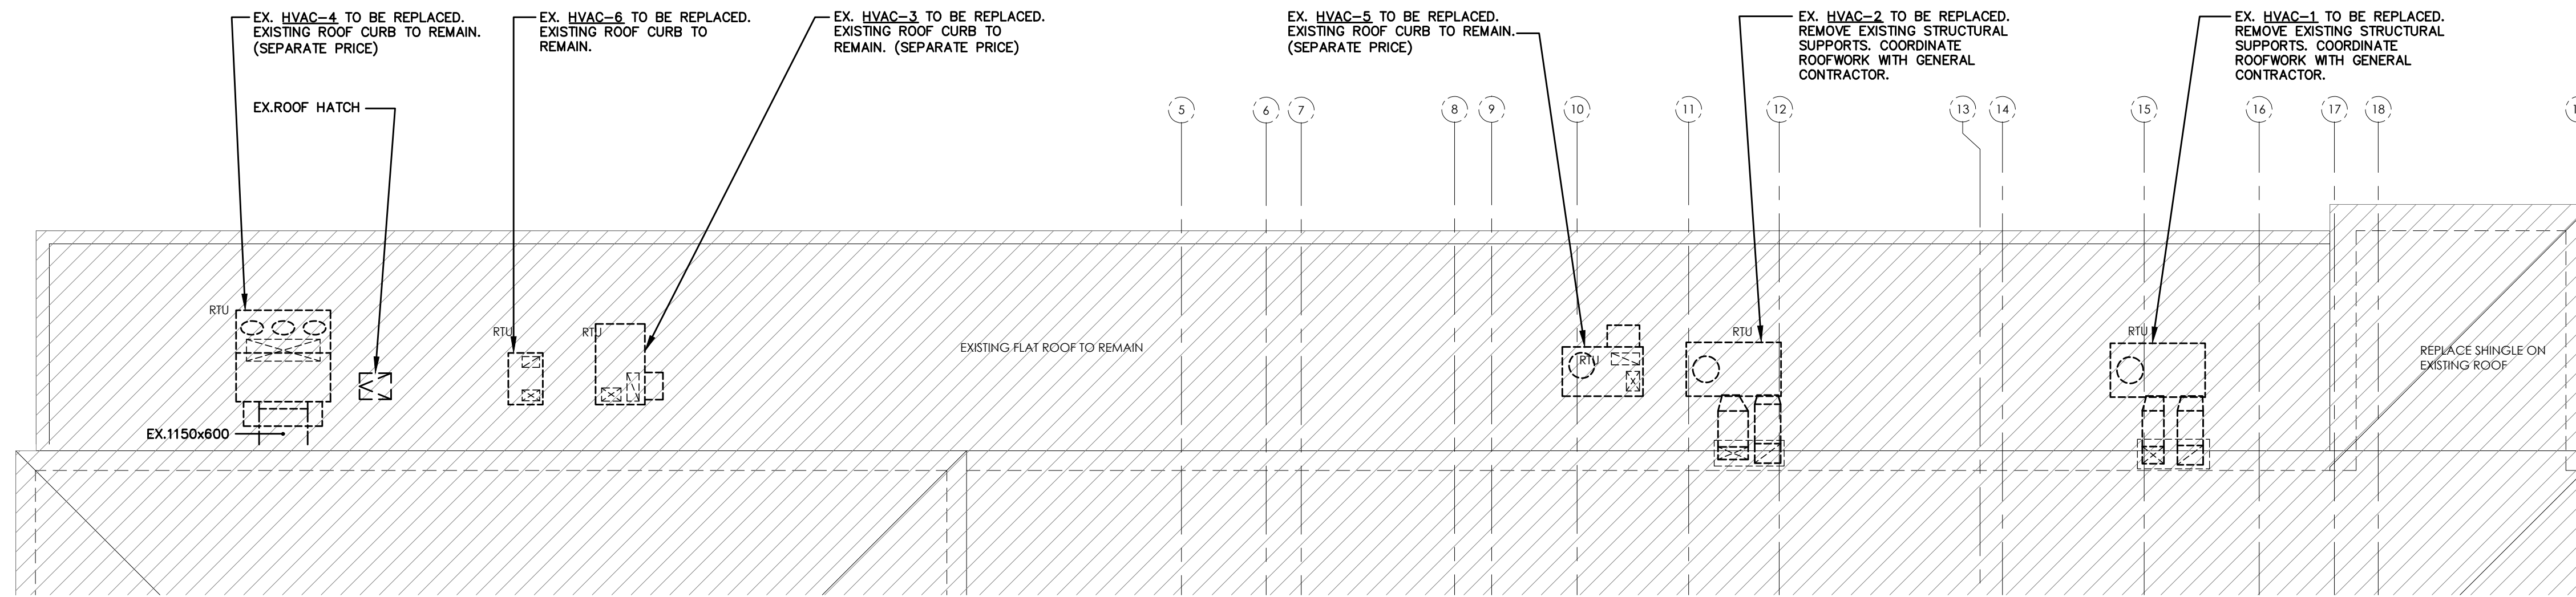 EX. HVAC-4 TO BE REPLACED.
EXISTING ROOF CURB TO REMAIN.
(SEPARATE PRICE)
EX.ROOF HATCH
EX. HVAC-6 TO BE REPLACED.
EXISTING ROOF CURB TO
REMAIN.
EX. HVAC-3 TO BE REPLACED.
EXISTING ROOF CURB TO
REMAIN. (SEPARATE PRICE)
EX. HVAC-5 TO BE REPLACED.
EXISTING ROOF CURB TO REMAIN.
(SEPARATE PRICE)
EX. HVAC-2 TO BE REPLACED.
REMOVE EXISTING STRUCTURAL
SUPPORTS. COORDINATE
ROOFWORK WITH GENERAL
CONTRACTOR.
EX. HVAC-1 TO BE REPLACED.
REMOVE EXISTING STRUCTURAL
SUPPORTS. COORDINATE
ROOFWORK WITH GENERAL
CONTRACTOR.
5
6
7
8
9
10
11
12
13
14
15
16
17
18
RTU
RTU
RTU
EXISTING FLAT ROOF TO REMAIN
RTU
RTU
RTU
REPLACE SHINGLE ON
EXISTING ROOF
EX.1150x600